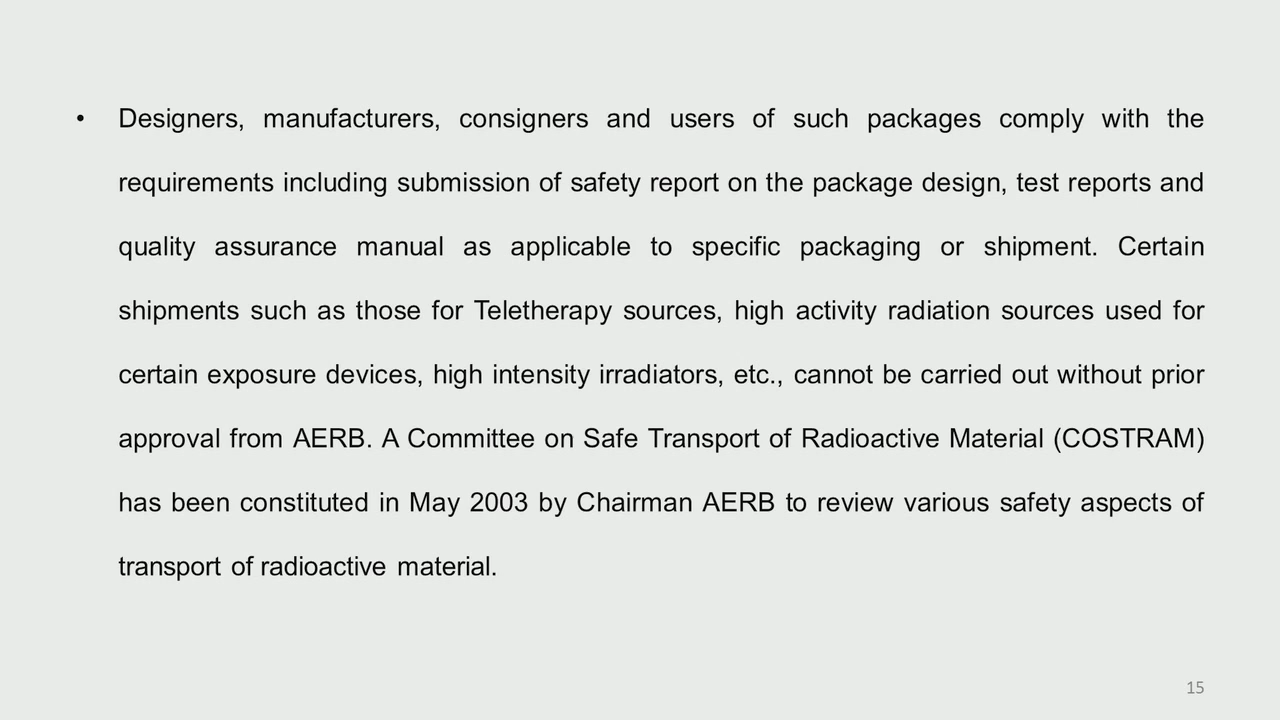 • Designers, manufacturers, consigners and users of such packages comply with the
requirements including submission of safety report on the package design, test reports and
quality assurance manual as applicable to specific packaging or shipment. Certain
shipments such as those for Teletherapy sources, high activity radiation sources used for
certain exposure devices, high intensity irradiators, etc., cannot be carried out without prior
approval from AERB. A Committee on Safe Transport of Radioactive Material (COSTRAM)
has been constituted in May 2003 by Chairman AERB to review various safety aspects of
transport of radioactive material.
15